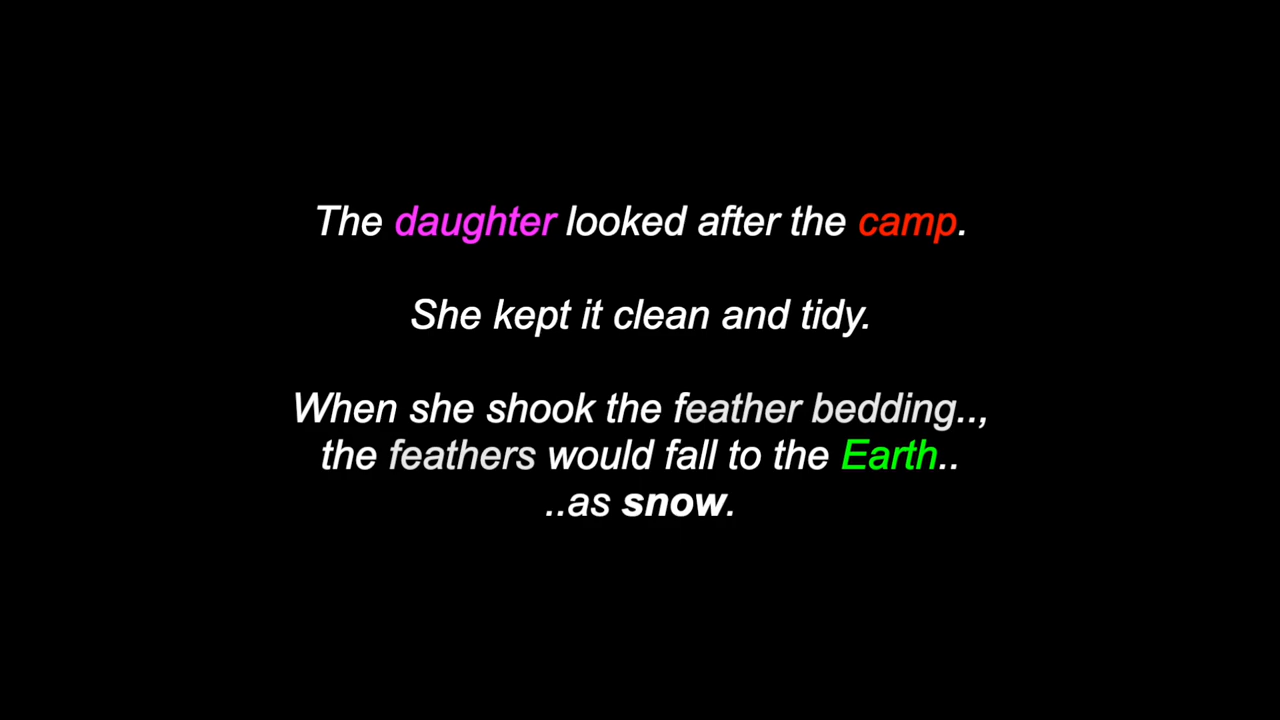 The daughter looked after the camp.
She kept it clean and tidy.
When she shook the feather bedding..,
the feathers would fall to the Earth..
..as snow.